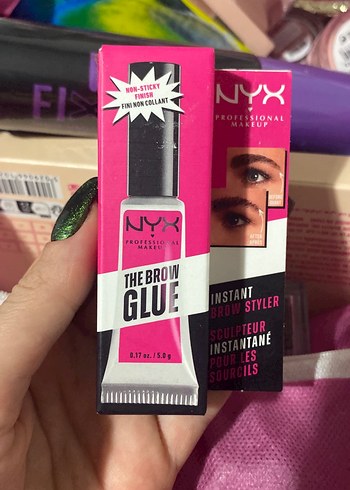 NON-STICKY
FINISH
FINI NON COLLANT
NYX
PROFESSIONAL
MAKEUP
THE BROW
GLUE
0.17 oz. / 5.0 g
NYX
PROFESSIONAL
MAKEUP
INSTANT
BROW STYLER
SCULPTEUR
INSTANTANÉ
POUR LES
SOURCILS